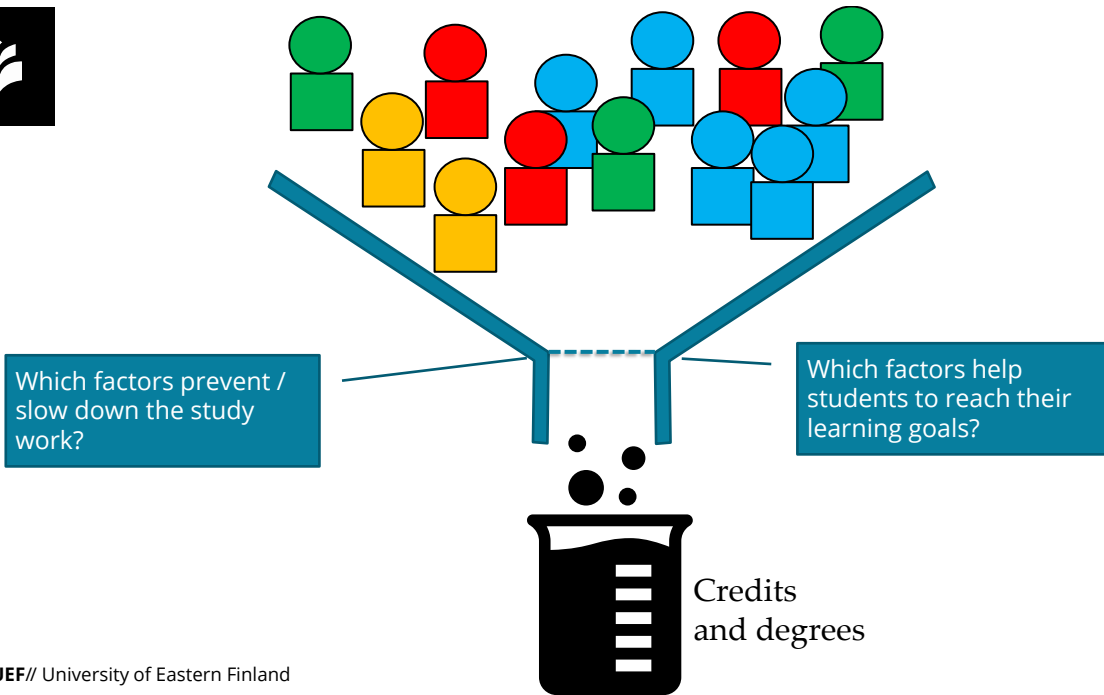 Which factors prevent /
slow down the study
work?
Which factors help
students to reach their
learning goals?
Credits
and degrees
UEF// University of Eastern Finland